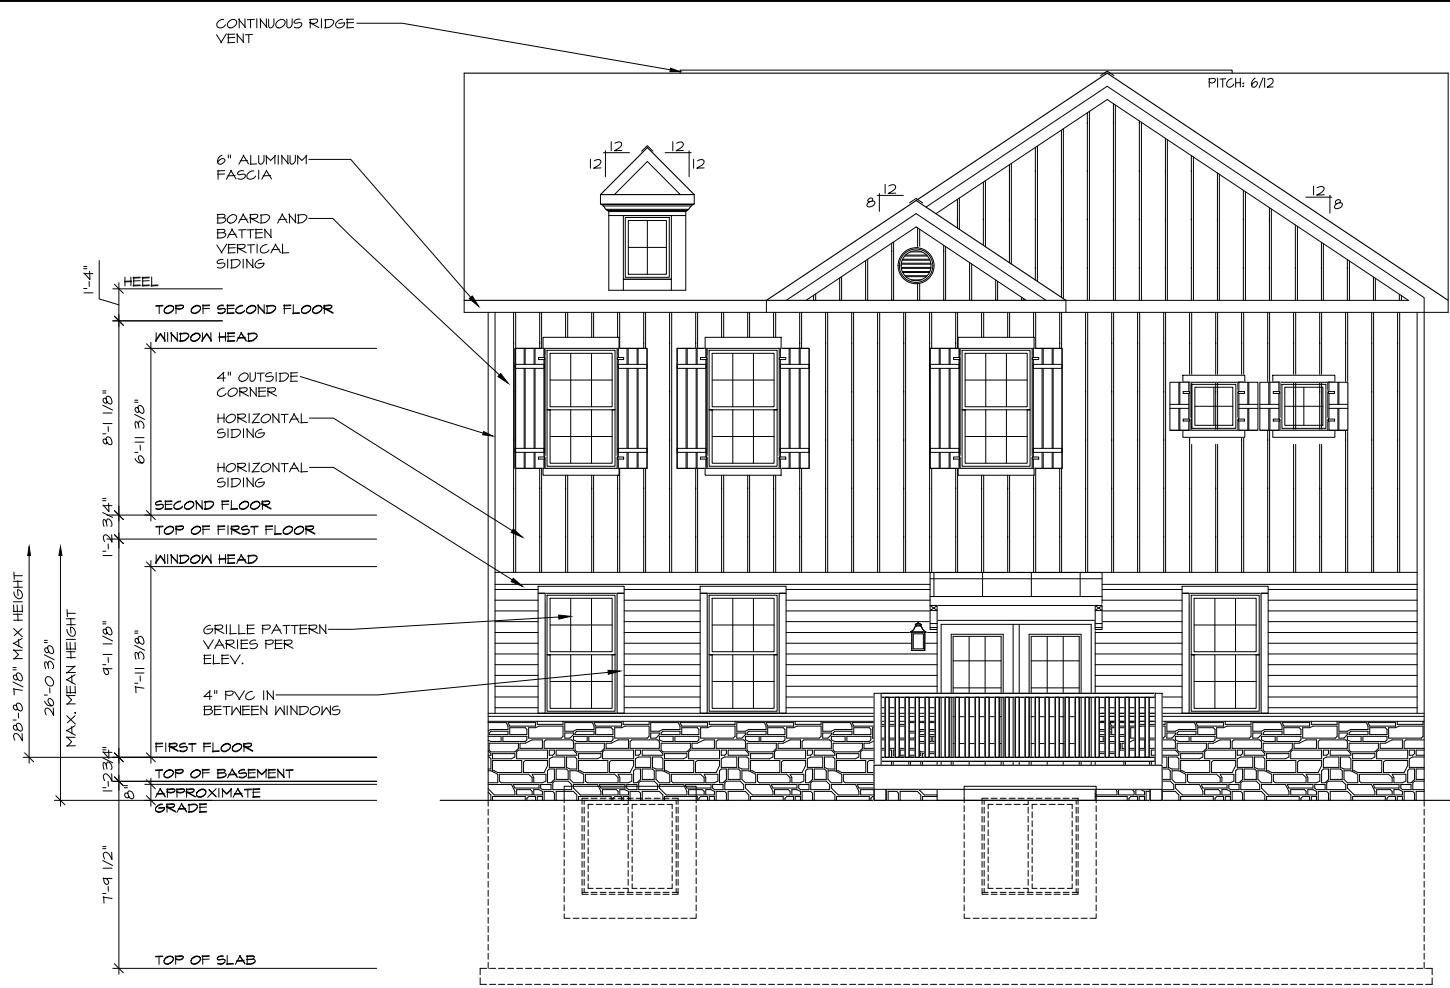 CONTINUOUS RIDGE
VENT
PITCH: 6/12
12
12
12
12
6" ALUMINUM
FASCIA
12
8
12
8
BOARD AND
BATTEN
VERTICAL
SIDING
1'-4"
HEEL
TOP OF SECOND FLOOR
WINDOW HEAD
4" OUTSIDE
CORNER
8'-1 1/8"
6'-11 3/8"
HORIZONTAL
SIDING
HORIZONTAL
SIDING
SECOND FLOOR
1'-2 3/4"
TOP OF FIRST FLOOR
WINDOW HEAD
28'-8 7/8" MAX HEIGHT
26'-0 3/8"
MAX. MEAN HEIGHT
9'-1 1/8"
7'-11 3/8"
GRILLE PATTERN
VARIES PER
ELEV.
4" PVC IN
BETWEEN WINDOWS
FIRST FLOOR
1'-2 3/4"
TOP OF BASEMENT
8"
APPROXIMATE
GRADE
7'-9 1/2"
TOP OF SLAB